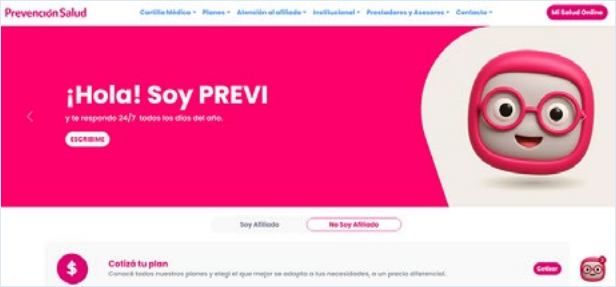 Prevención Salud
Cartilla Médica Planes Atención al afiliado Institucional Prestadores y Asesores Contacto
Mi Salud Online
¡Hola! Soy PREVI
y te respondo 24/7 todos los días del año.
ESCRIBIME
Soy Afiliado No Soy Afiliado
$
Cotizá tu plan
Conocé todos nuestros planes y elegí el que mejor se adapta a tus necesidades, a un precio diferencial.
Cotizar